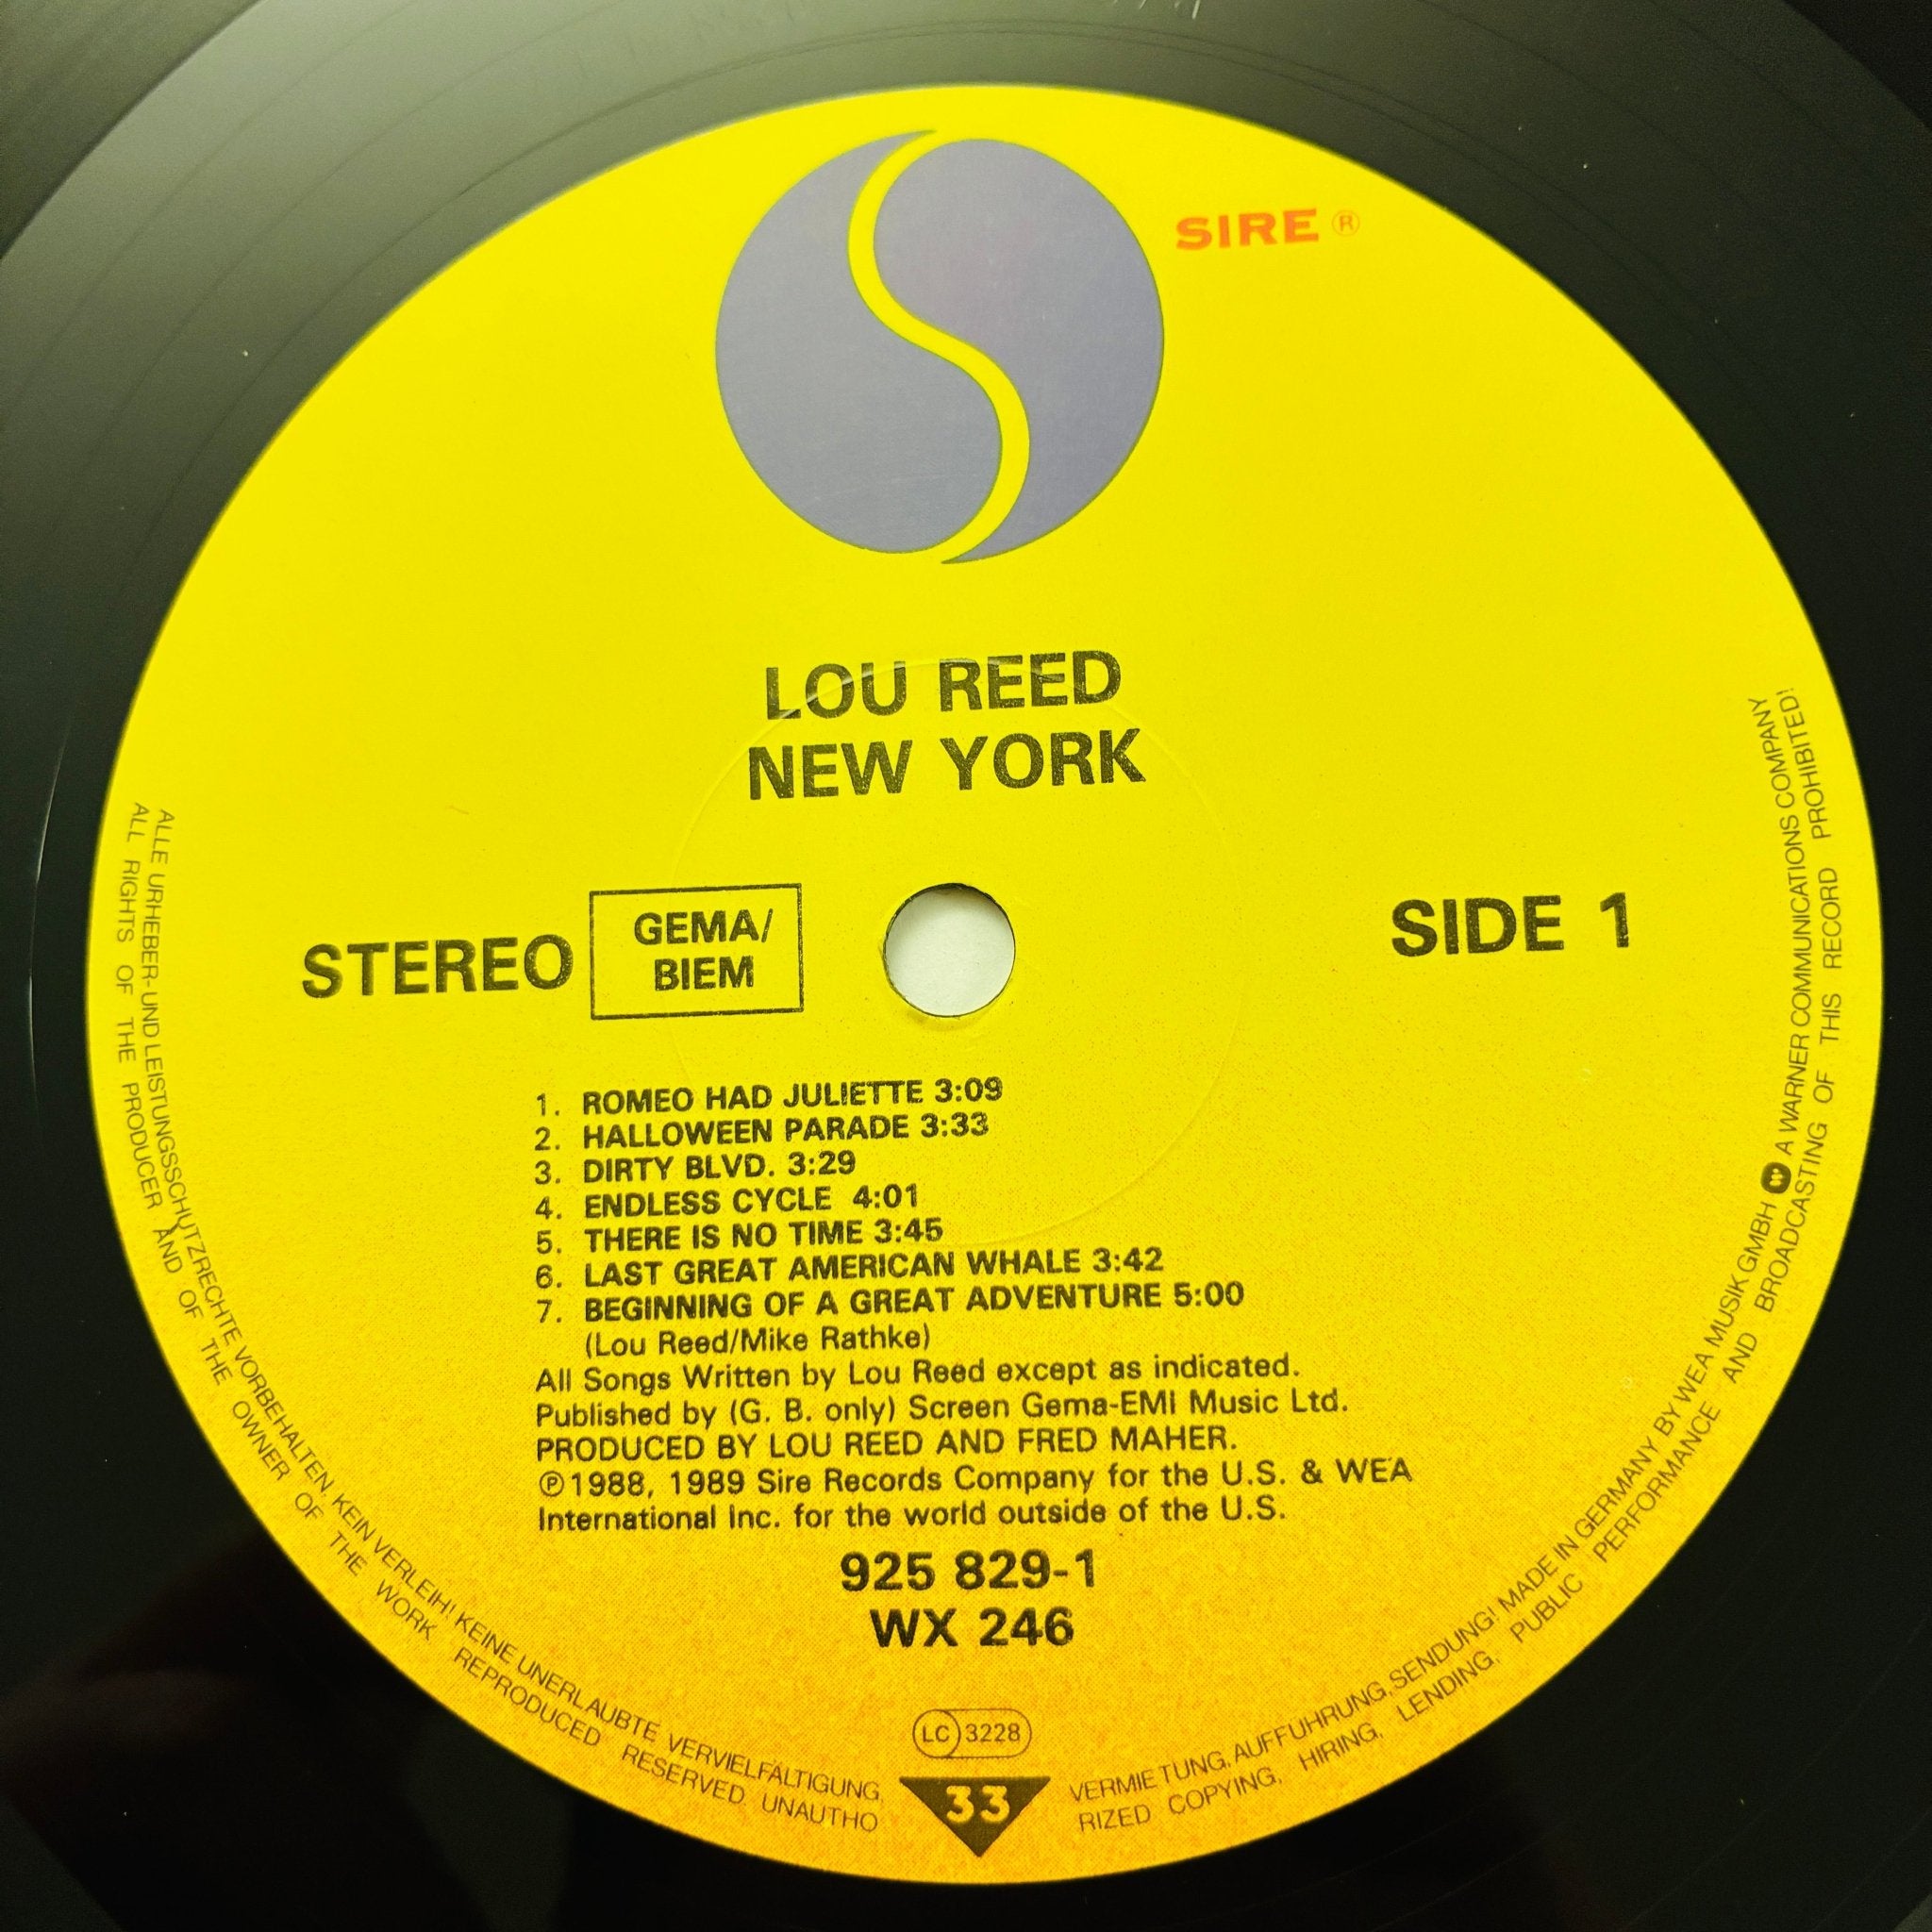 SIRE ®
LOU REED
NEW YORK
STEREO
GEMA/
BIEM
SIDE 1
1. ROMEO HAD JULIETTE 3:09
2. HALLOWEEN PARADE 3:33
3. DIRTY BLVD. 3:29
4. ENDLESS CYCLE 4:01
5. THERE IS NO TIME 3:45
6. LAST GREAT AMERICAN WHALE 3:42
7. BEGINNING OF A GREAT ADVENTURE 5:00
(Lou Reed/Mike Rathke)
All Songs Written by Lou Reed except as indicated.
Published by (G. B. only) Screen Gema-EMI Music Ltd.
PRODUCED BY LOU REED AND FRED MAHER.
℗1988, 1989 Sire Records Company for the U.S. & WEA
International Inc. for the world outside of the U.S.
925 829-1
WX 246
LC 3228
33
ALLE URHEBER- UND LEISTUNGSSCHUTZRECHTE VORBEHALTEN KEIN VERLEIH! KEINE UNERLAUBTE VERVIELFÄLTIGUNG, VERMIETUNG, AUFFUHRUNG, SENDUNG! MADE IN GERMANY BY WEA MUSIK GMBH A WARNER COMMUNICATIONS COMPANY
ALL RIGHTS OF THE PRODUCER AND OF THE OWNER OF THE WORK REPRODUCED RESERVED. UNAUTHORIZED COPYING, HIRING, LENDING, PUBLIC PERFORMANCE AND BROADCASTING OF THIS RECORD PROHIBITED!